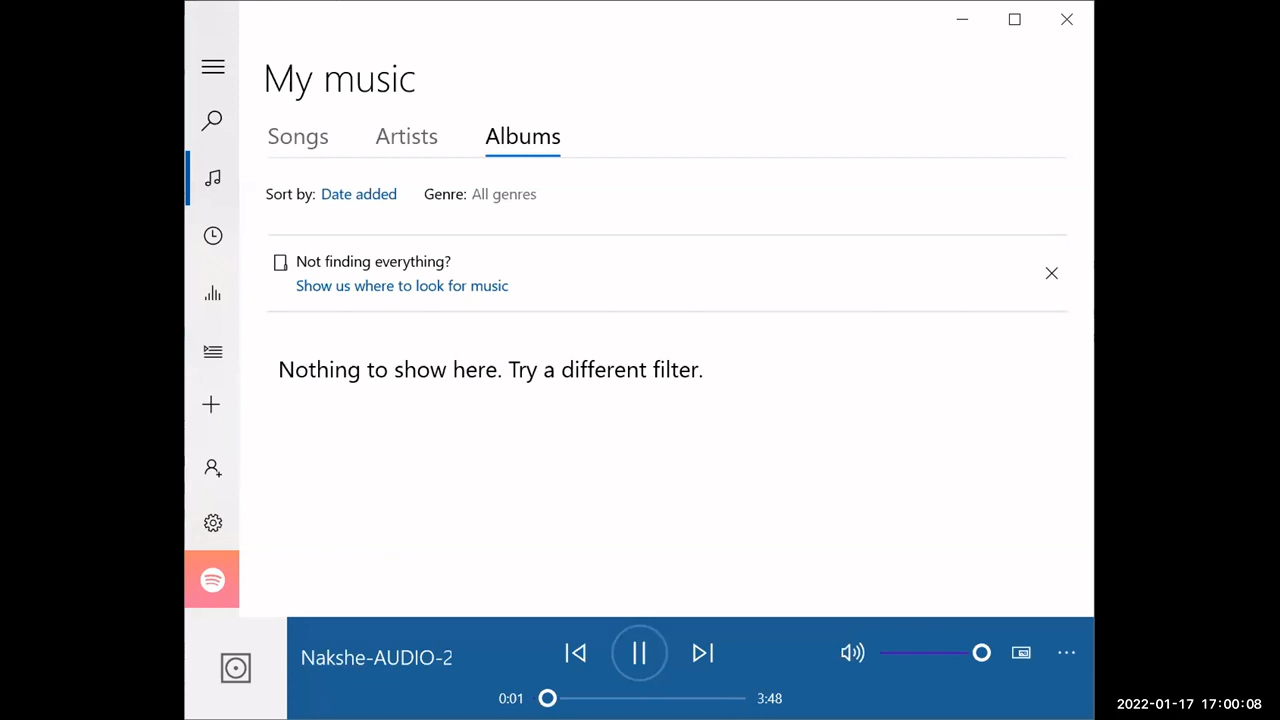 My music
Songs Artists Albums
Sort by: Date added Genre: All genres
Not finding everything?
Show us where to look for music
Nothing to show here. Try a different filter.
Nakshe-AUDIO-2
0:01 3:48
2022-01-17 17:00:08